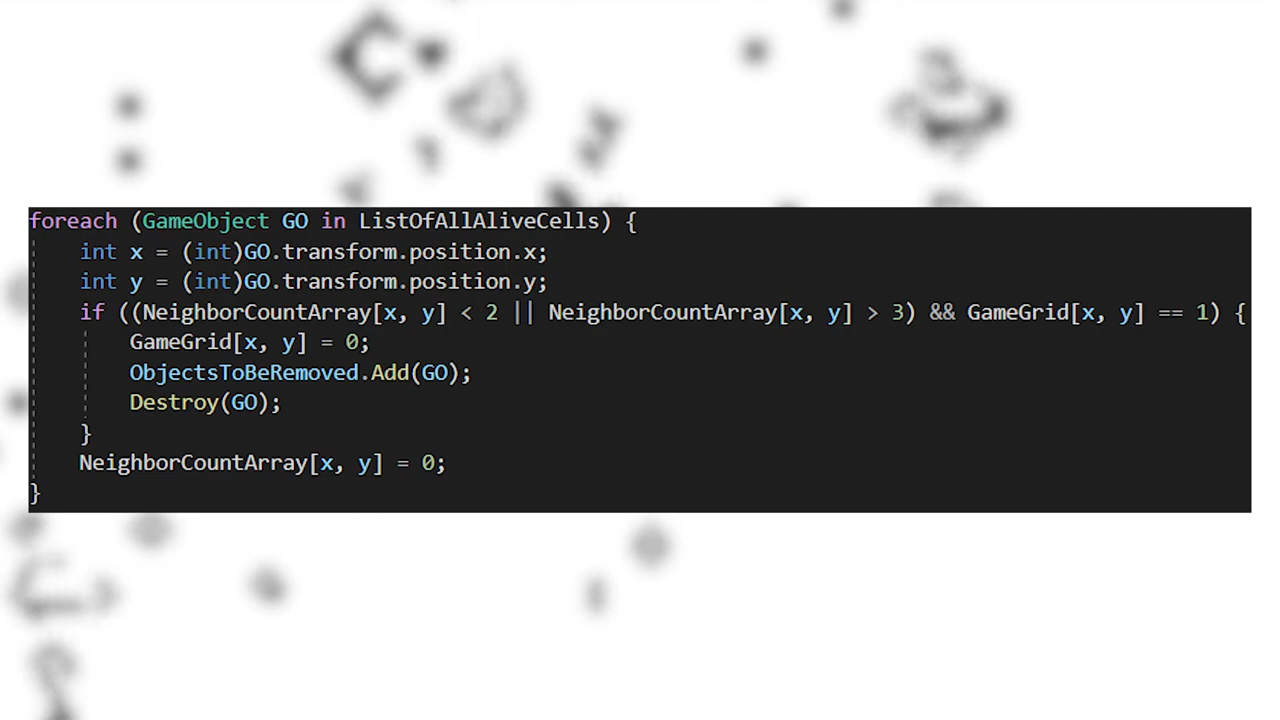 foreach (GameObject GO in ListOfAllAliveCells) {
    int x = (int)GO.transform.position.x;
    int y = (int)GO.transform.position.y;
    if ((NeighborCountArray[x, y] < 2 || NeighborCountArray[x, y] > 3) && GameGrid[x, y] == 1) {
        GameGrid[x, y] = 0;
        ObjectsToBeRemoved.Add(GO);
        Destroy(GO);
    }
    NeighborCountArray[x, y] = 0;
}